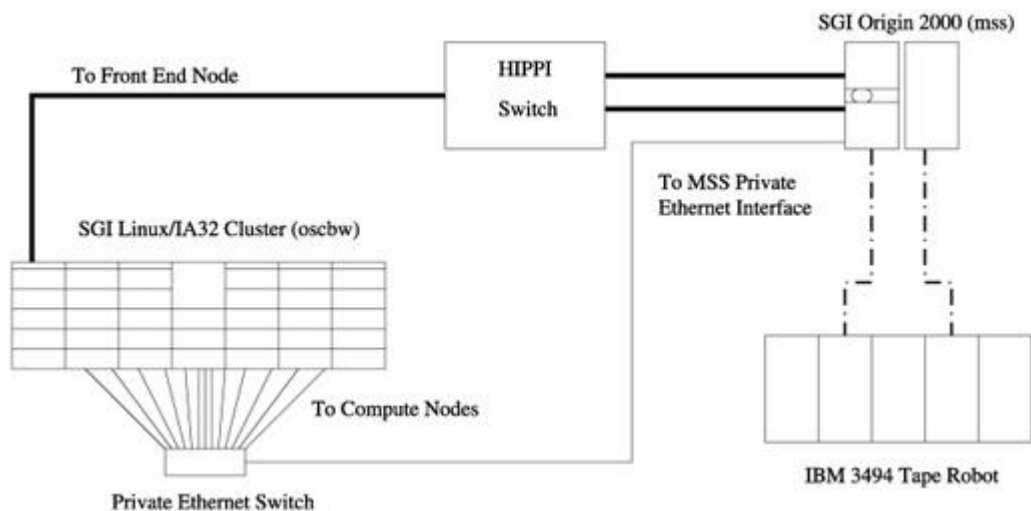 SGI Origin 2000 (mss)
HIPPI
Switch
To Front End Node
To MSS Private
Ethernet Interface
SGI Linux/IA32 Cluster (oscbw)
To Compute Nodes
IBM 3494 Tape Robot
Private Ethernet Switch